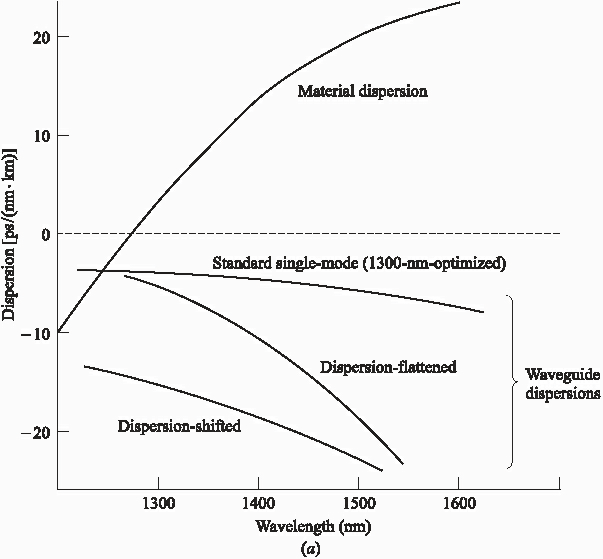 20
Material dispersion
10
0
Standard single-mode (1300-nm-optimized)
Dispersion [ps/(nm · km)]
−10
Dispersion-flattened
Waveguide
dispersions
Dispersion-shifted
−20
1300
1400
1500
1600
Wavelength (nm)
(a)